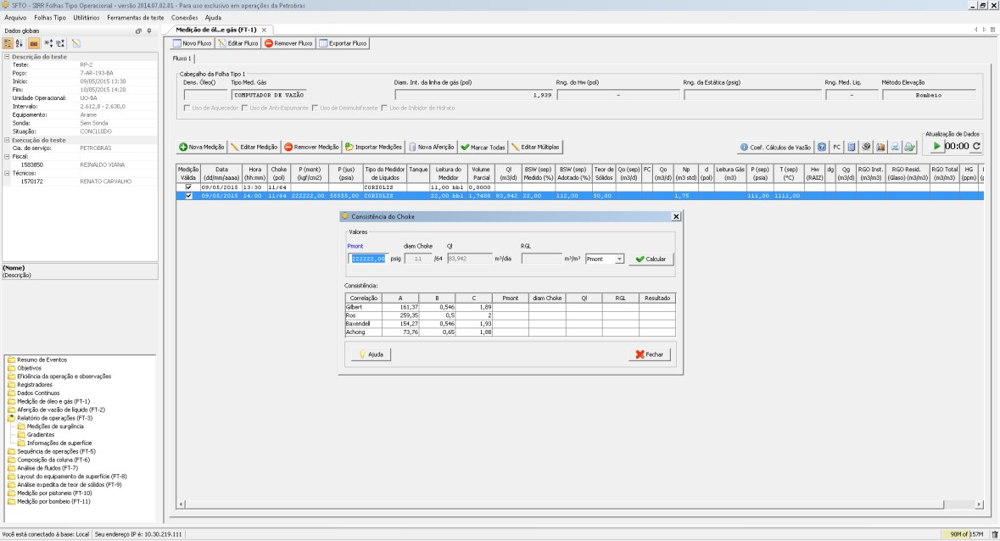 SFTO - SIRR Folhas Tipo Operacional - versão 2014.07.02.01 - Para uso exclusivo em operações da Petrobras
Arquivo Folhas Tipo Utilitários Ferramentas de teste Conexões Ajuda
Dados globais
Descrição do teste
Teste: RP-2
Poço: 7-AR-193-BA
Início: 09/05/2015 13:30
Fim: 10/05/2015 14:20
Unidade Operacional: UO-BA
Intervalo: 2.612,8 - 2.630,0
Equipamento: Arame
Sonda: Sem Sonda
Situação: CONCLUIDO
Execução do teste
Cia. de serviço: PETROBRAS
Fiscal:
1583850 REINALDO VIANA
Técnicos:
1570172 RENATO CARVALHO
(Nome)
(Descrição)
Resumo de Eventos
Objetivos
Eficiência da operação e observações
Registradores
Dados Contínuos
Medição de óleo e gás (FT-1)
Aferição de vazão de líquido (FT-2)
Relatório de operações (FT-3)
Medições de surgência
Gradientes
Informações de superfície
Sequência de operações (FT-5)
Composição da coluna (FT-6)
Análise de fluidos (FT-7)
Layout do equipamento de superfície (FT-8)
Análise expedita de teor de sólidos (FT-9)
Medição por pistoneio (FT-10)
Medição por bombeio (FT-11)
Medição de ól...e gás (FT-1)
Novo Fluxo Editar Fluxo Remover Fluxo Exportar Fluxo
Fluxo 1
Cabeçalho da Folha Tipo 1
Dens. Óleo() Tipo Med. Gás Diam. Int. da linha de gás (pol) Rng. do Hw (pol) Rng. da Estática (psig) Rng. Med. Liq. Método Elevação
COMPUTADOR DE VAZÃO 1,939 - - Bombeio
Uso de Aquecedor Uso de Anti-Espumante Uso de Desmulsificante Uso de Inibidor de Hidrato
Nova Medição Editar Medição Remover Medição Importar Medições Nova Aferição Marcar Todas Editar Múltiplas Coef. Cálculos de Vazão FC
Atualização de Dados
00:00
Medição Válida Data (dd/mm/aaaa) Hora (hh:mm) Choke (pol) P (mont) (kgf/cm2) P (jus) (psia) Tipo do Medidor de Líquidos Tanque Leitura do Medidor Volume Parcial Ql (m3/d) BSW (sep) Medido (%) BSW (sep) Adotado (%) Teor de Sólidos Qo (sep) (m3/d) FC Qo (m3/d) Np (m3 std) d (pol) Leitura Gás (m3) P (sep) (psia) T (sep) (°C) Hw (RAIZ) dg Qg (m3/d) RGO Inst. (m3/m3) RGO Resid. (Glaso) (m3/m3) RGO Total (m3/m3) HG (ppm)
09/05/2015 13:30 11/64 CORIOLIS 11,00 bbl 0,0000
09/05/2015 14:00 11/64 222222,00 55555,00 CORIOLIS 22,00 bbl 1,7488 83,942 22,00 112,00 50,00 1,75 111,00 1111,00
Consistência do Choke
Valores
Pmont diam Choke Ql RGL
222222,00 psig 11 /64 83,942 m³/dia m³/m³ Pmont Calcular
Consistência:
Correlação A B C Pmont diam Choke Ql RGL Resultado
Gilbert 161,37 0,546 1,89
Ros 259,35 0,5 2
Baxendell 154,27 0,546 1,93
Achong 73,76 0,65 1,88
Ajuda Fechar
Você está conectado à base: Local Seu endereço IP é: 10.30.219.111 90M of 157M